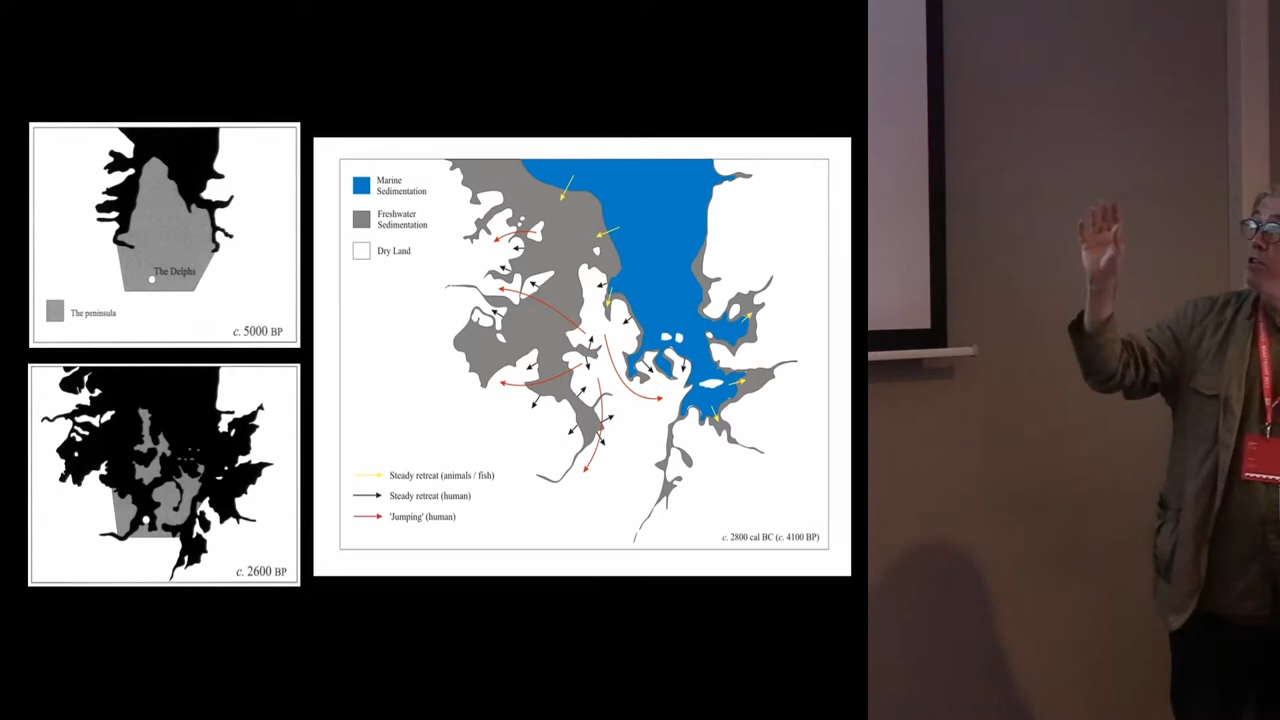 The Delphs
The peninsula
c. 5000 BP
c. 2600 BP
Marine
Sedimentation
Freshwater
Sedimentation
Dry Land
Steady retreat (animals / fish)
Steady retreat (human)
'Jumping' (human)
c. 2800 cal BC (c. 4100 BP)